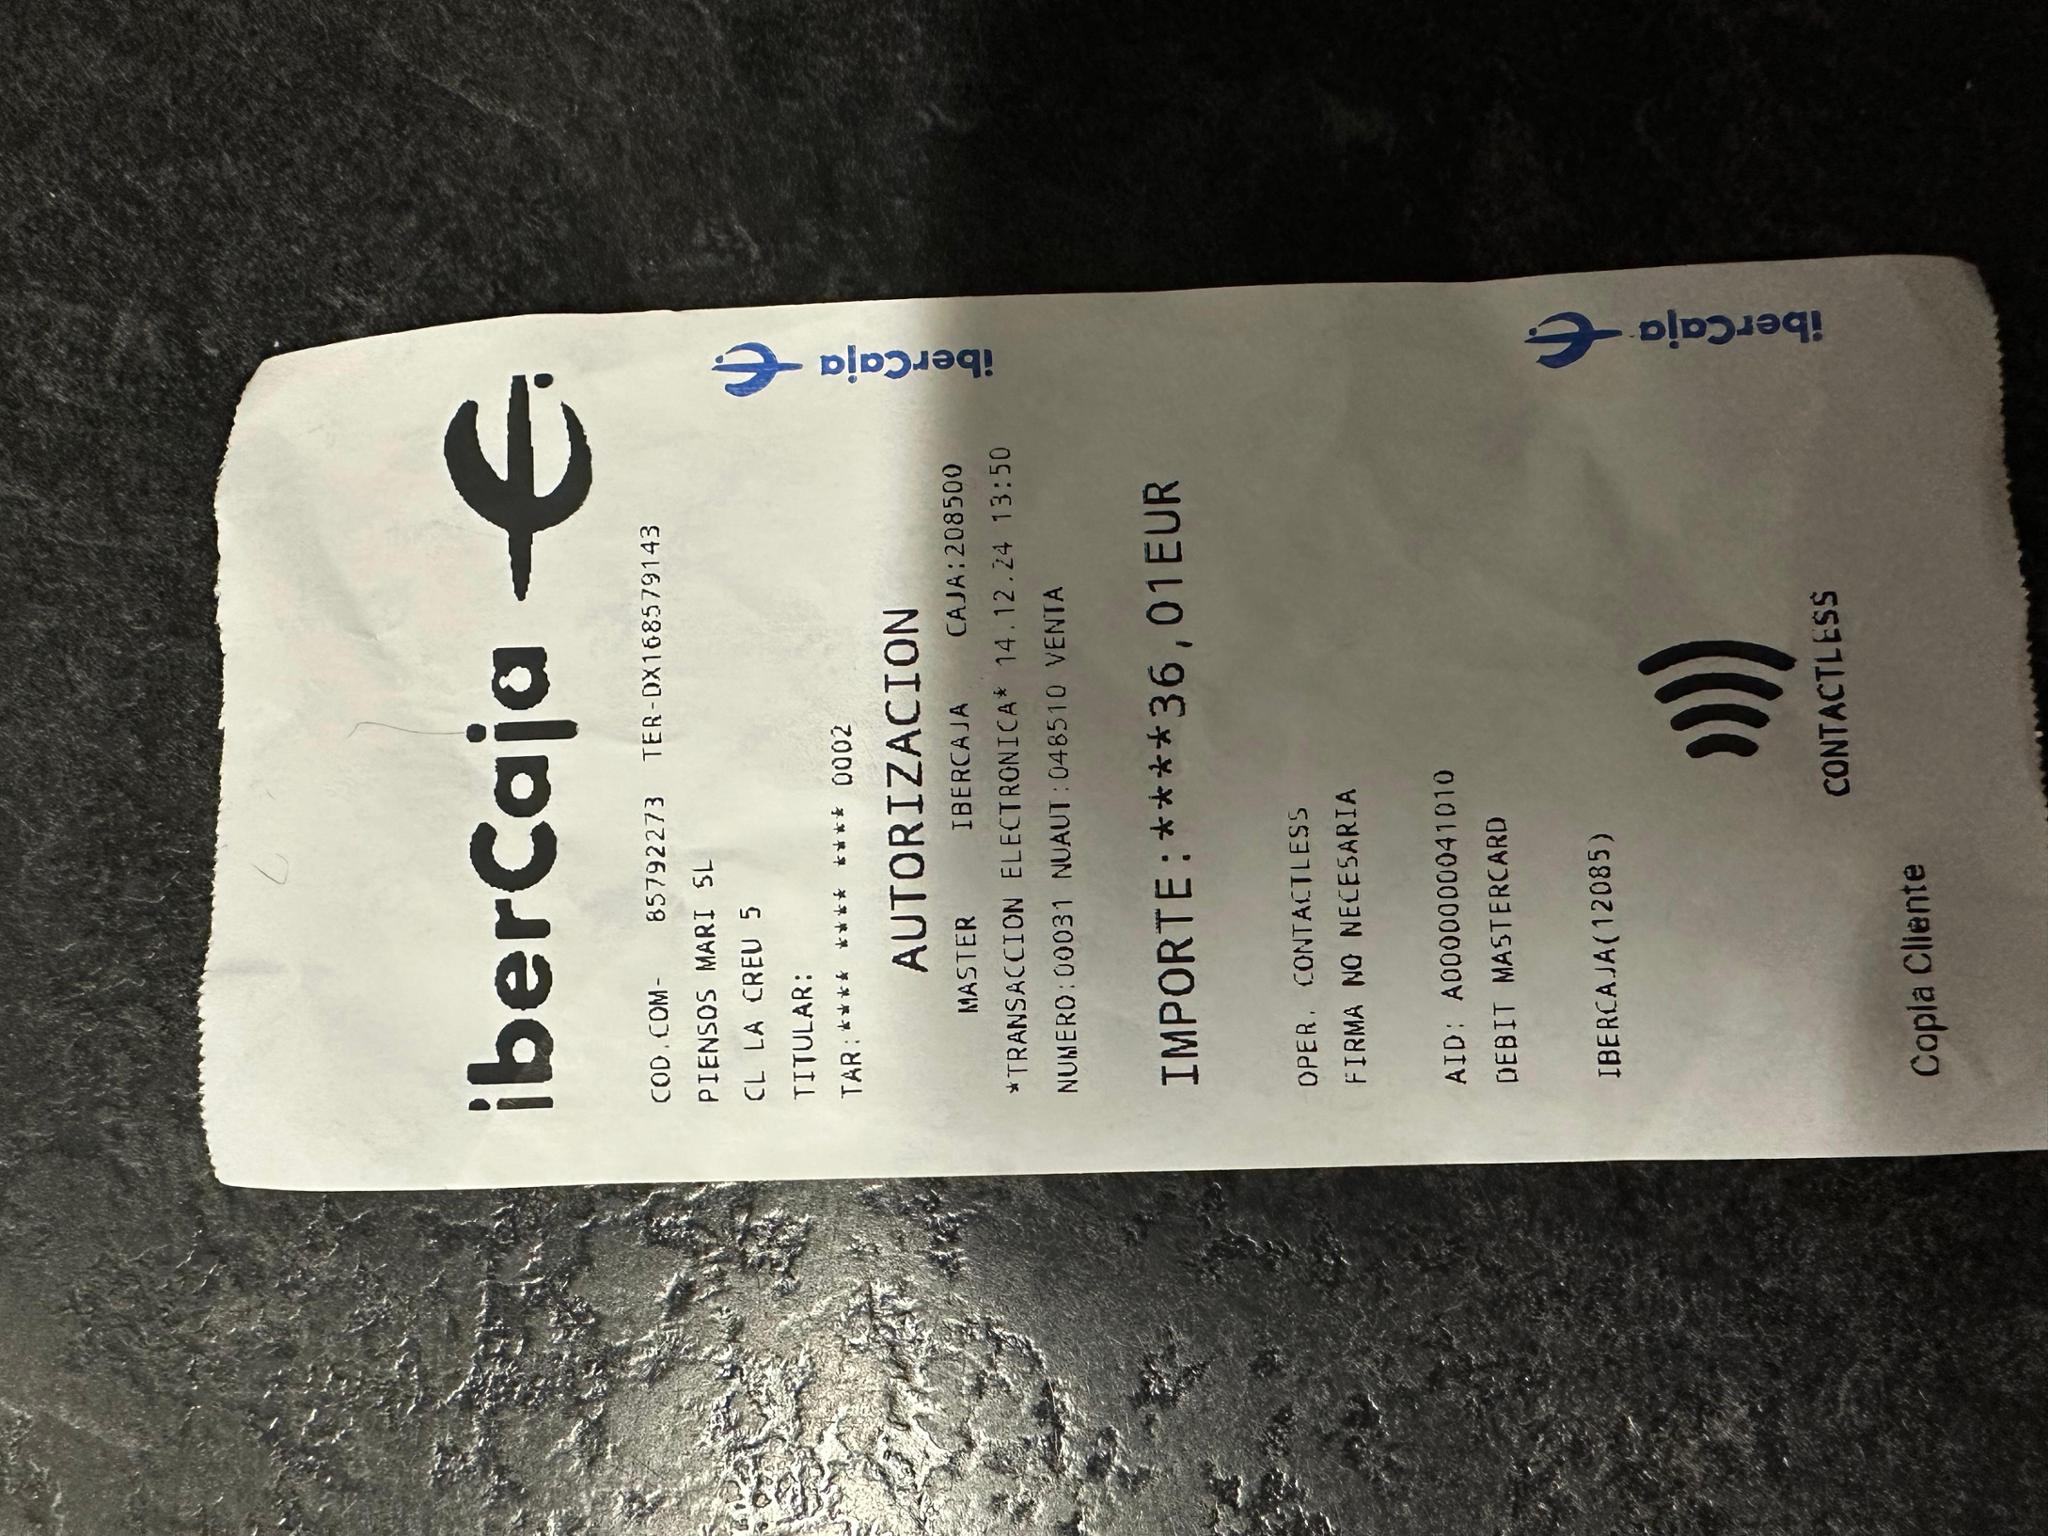 iberCaja
COD.COM- 85792273 TER-DX168579143
PIENSOS MARI SL
CL LA CREU 5
TITULAR:
TAR:**** **** **** 0002
AUTORIZACION
MASTER IBERCAJA CAJA:208500
*TRANSACCION ELECTRONICA* 14.12.24 13:50
NUMERO:00031 NUAUT:048510 VENTA
IMPORTE:*****36,01EUR
OPER. CONTACTLESS
FIRMA NO NECESARIA
AID: A0000000041010
DEBIT MASTERCARD
IBERCAJA(12085)
CONTACTLESS
Copia Cliente
iberCaja
iberCaja